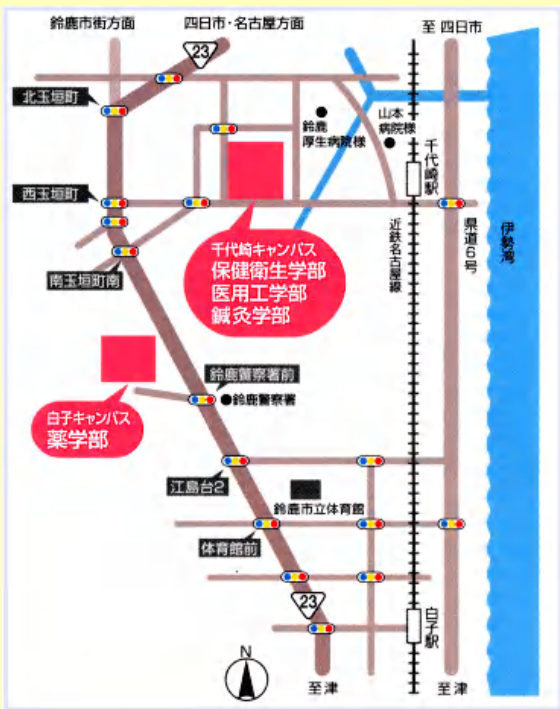 鈴鹿市街方面
四日市・名古屋方面
至 四日市
23
北玉垣町
鈴鹿
厚生病院様
山本
病院様
千代崎駅
西玉垣町
千代崎キャンパス
保健衛生学部
医用工学部
鍼灸学部
近鉄名古屋線
県道6号
伊勢湾
南玉垣町南
鈴鹿警察署前
鈴鹿警察署
白子キャンパス
薬学部
江島台2
鈴鹿市立体育館
体育館前
23
白子駅
N
至 津
至 津